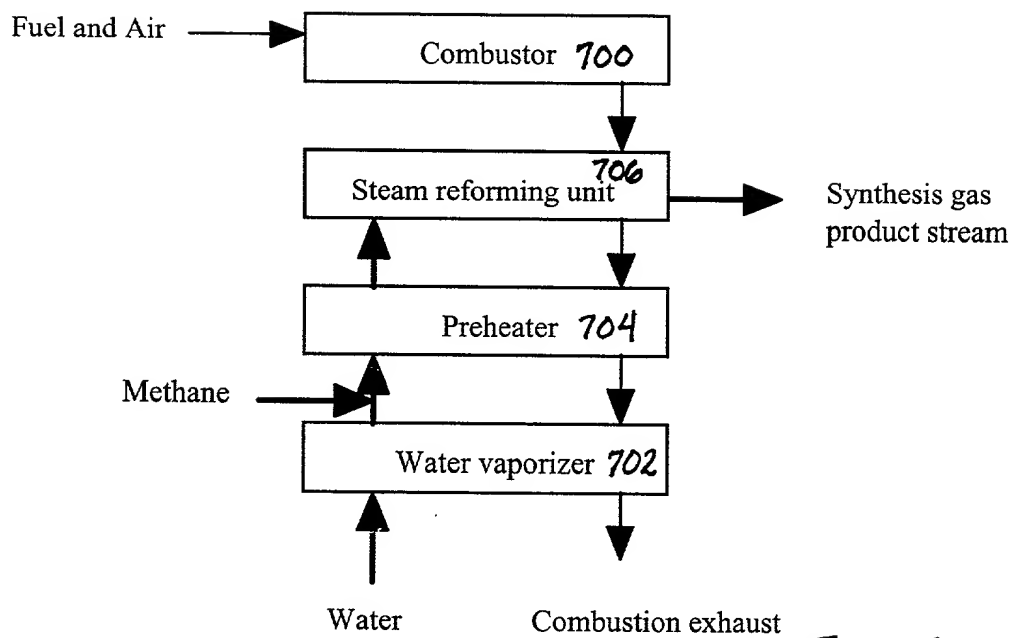 Fuel and Air
Combustor 700
706
Steam reforming unit
Synthesis gas
product stream
Preheater 704
Methane
Water vaporizer 702
Water
Combustion exhaust